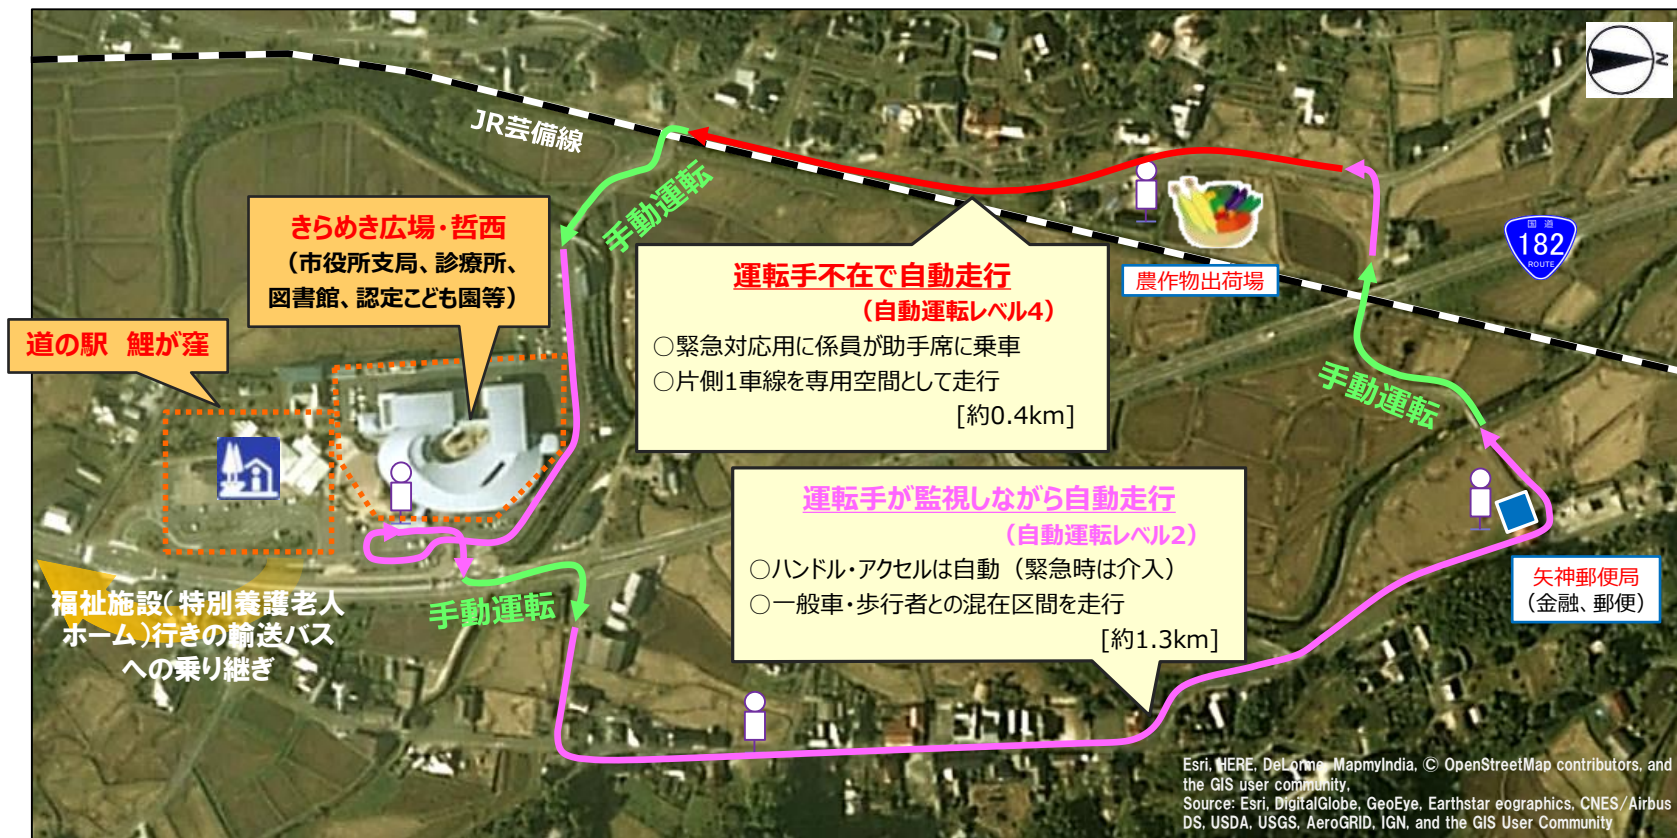 JR芸備線
手動運転
きらめき広場・哲西
（市役所支局、診療所、
図書館、認定こども園等）
道の駅　鯉が窪
運転手不在で自動走行
（自動運転レベル4）
○緊急対応用に係員が助手席に乗車
○片側1車線を専用空間として走行
[約0.4km]
農作物出荷場
国道
182
ROUTE
N
手動運転
運転手が監視しながら自動走行
（自動運転レベル2）
○ハンドル・アクセルは自動（緊急時は介入）
○一般車・歩行者との混在区間を走行
[約1.3km]
矢神郵便局
（金融、郵便）
手動運転
福祉施設（特別養護老人
ホーム）行きの輸送バス
への乗り継ぎ
Esri, HERE, DeLorme, MapmyIndia, © OpenStreetMap contributors, and
the GIS user community,
Source: Esri, DigitalGlobe, GeoEye, Earthstar eographics, CNES/Airbus
DS, USDA, USGS, AeroGRID, IGN, and the GIS User Community